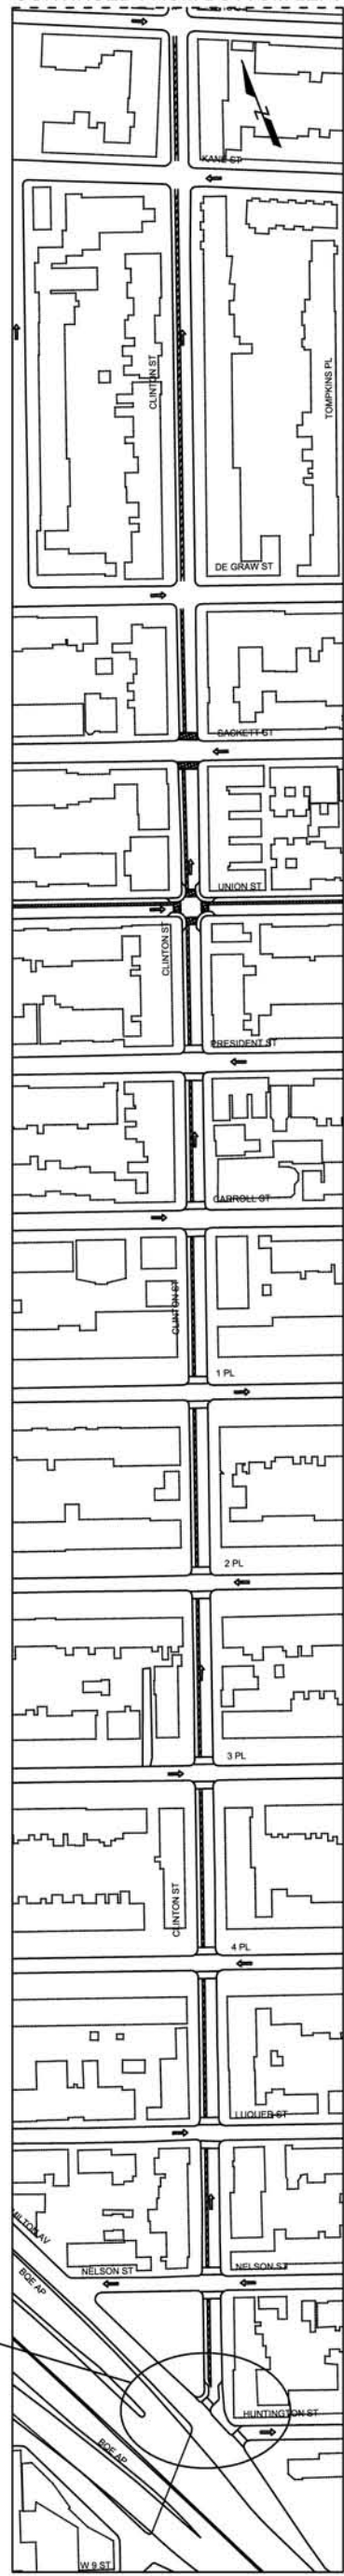 KANE ST
CLINTON ST
TOMPKINS PL
DE GRAW ST
SACKETT ST
UNION ST
CLINTON ST
PRESIDENT ST
CARROLL ST
CLINTON ST
1 PL
2 PL
3 PL
CLINTON ST
4 PL
LUQUER ST
MILTON AV
NELSON ST
NELSON ST
BQE AP
HUNTINGTON ST
BQE AP
W 9 ST